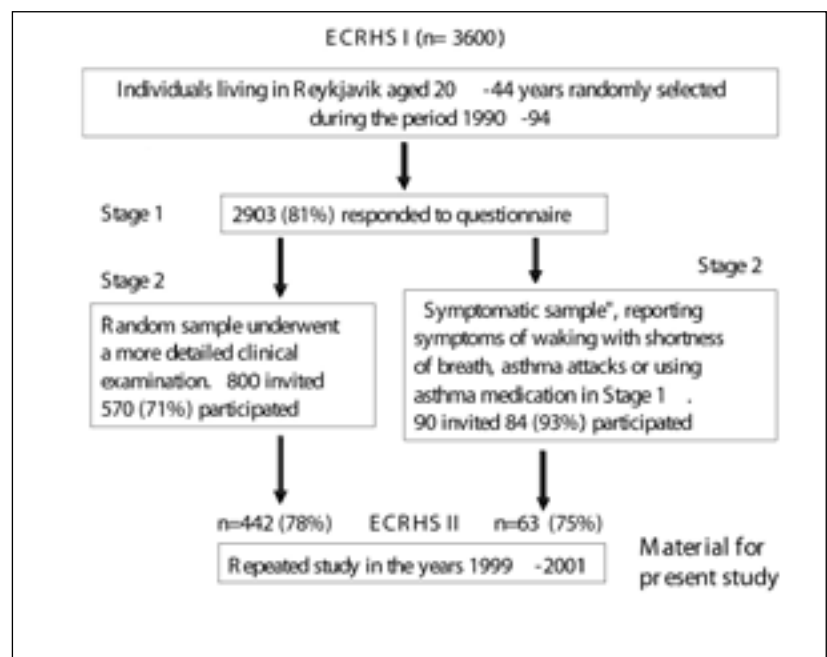 ECRHS I (n= 3600)
Individuals living in Reykjavik aged 20 -44 years randomly selected
during the period 1990 -94
Stage 1
2903 (81%) responded to questionnaire
Stage 2
Random sample underwent
a more detailed clinical
examination. 800 invited
570 (71%) participated
Stage 2
Symptomatic sample", reporting
symptoms of waking with shortness
of breath, asthma attacks or using
asthma medication in Stage 1 .
90 invited 84 (93%) participated
n=442 (78%) ECRHS II n=63 (75%)
Repeated study in the years 1999 -2001
Material for
present study